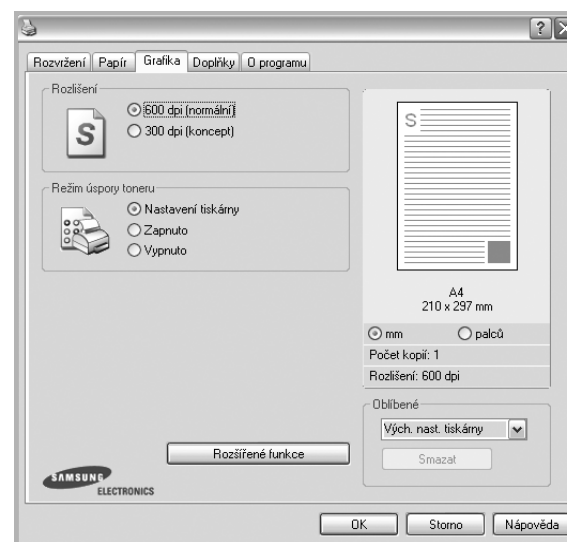 Rozvržení Papír Grafika Doplňky O programu
Rozlišení
600 dpi (normální)
300 dpi (koncept)
S
Režim úspory toneru
Nastavení tiskárny
Zapnuto
Vypnuto
S
A4
210 x 297 mm
mm palců
Počet kopií: 1
Rozlišení: 600 dpi
Oblíbené
Vých. nast. tiskárny
Smazat
Rozšířené funkce
SAMSUNG
ELECTRONICS
OK Storno Nápověda